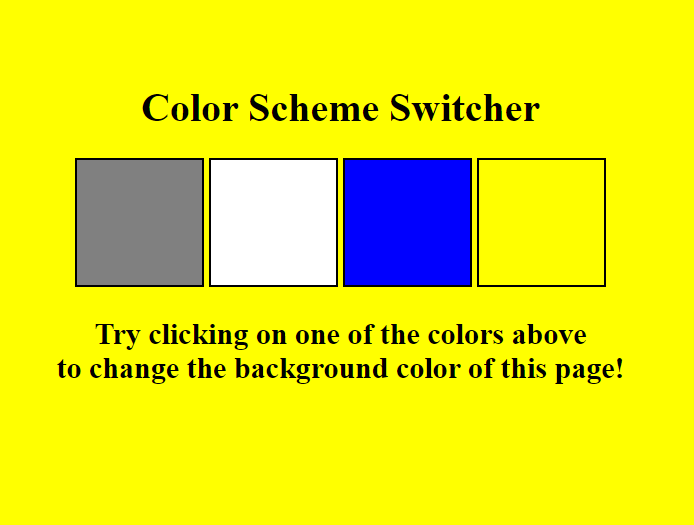 Color Scheme Switcher
Try clicking on one of the colors above
to change the background color of this page!